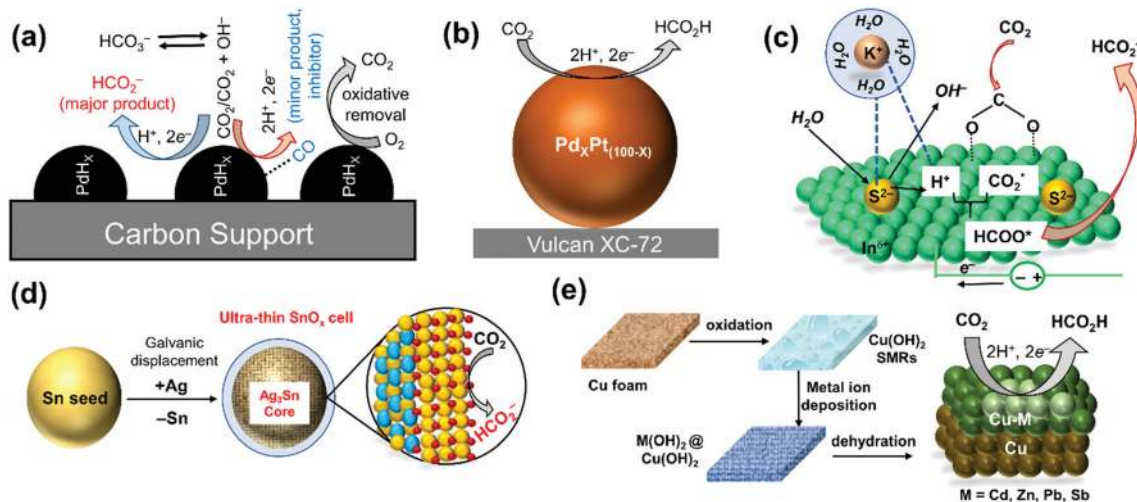 (a)
HCO₃⁻
CO₂/CO₂ + OH⁻
HCO₂⁻
(major product)
H⁺, 2e⁻
2H⁺, 2e⁻
(minor product,
inhibitor)
CO
CO₂
oxidative
removal
O₂
PdHₓ
PdHₓ
PdHₓ
Carbon Support
(b)
CO₂
HCO₂H
2H⁺, 2e⁻
Pd_XPt_(100-X)
Vulcan XC-72
(c)
H₂O
H₂O
K⁺
H₂O
H₂O
CO₂
HCO₂
OH⁻
H₂O
C
O
O
S²⁻
H⁺
CO₂*
S²⁻
HCOO*
In^δ⁺
e⁻
− +
(d)
Ultra-thin SnOₓ cell
Galvanic
displacement
+Ag
−Sn
Sn seed
Ag₃Sn
Core
CO₂
HCO₂⁻
(e)
oxidation
Cu foam
Cu(OH)₂
SMRs
Metal ion
deposition
M(OH)₂ @
Cu(OH)₂
dehydration
CO₂
HCO₂H
2H⁺, 2e⁻
Cu-M
Cu
M = Cd, Zn, Pb, Sb